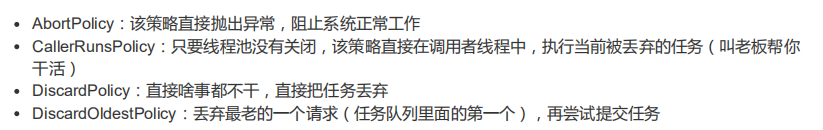 • AbortPolicy：该策略直接抛出异常，阻止系统正常工作
• CallerRunsPolicy：只要线程池没有关闭，该策略直接在调用者线程中，执行当前被丢弃的任务（叫老板帮你
干活）
• DiscardPolicy：直接啥事都不干，直接把任务丢弃
• DiscardOldestPolicy：丢弃最老的一个请求（任务队列里面的第一个），再尝试提交任务